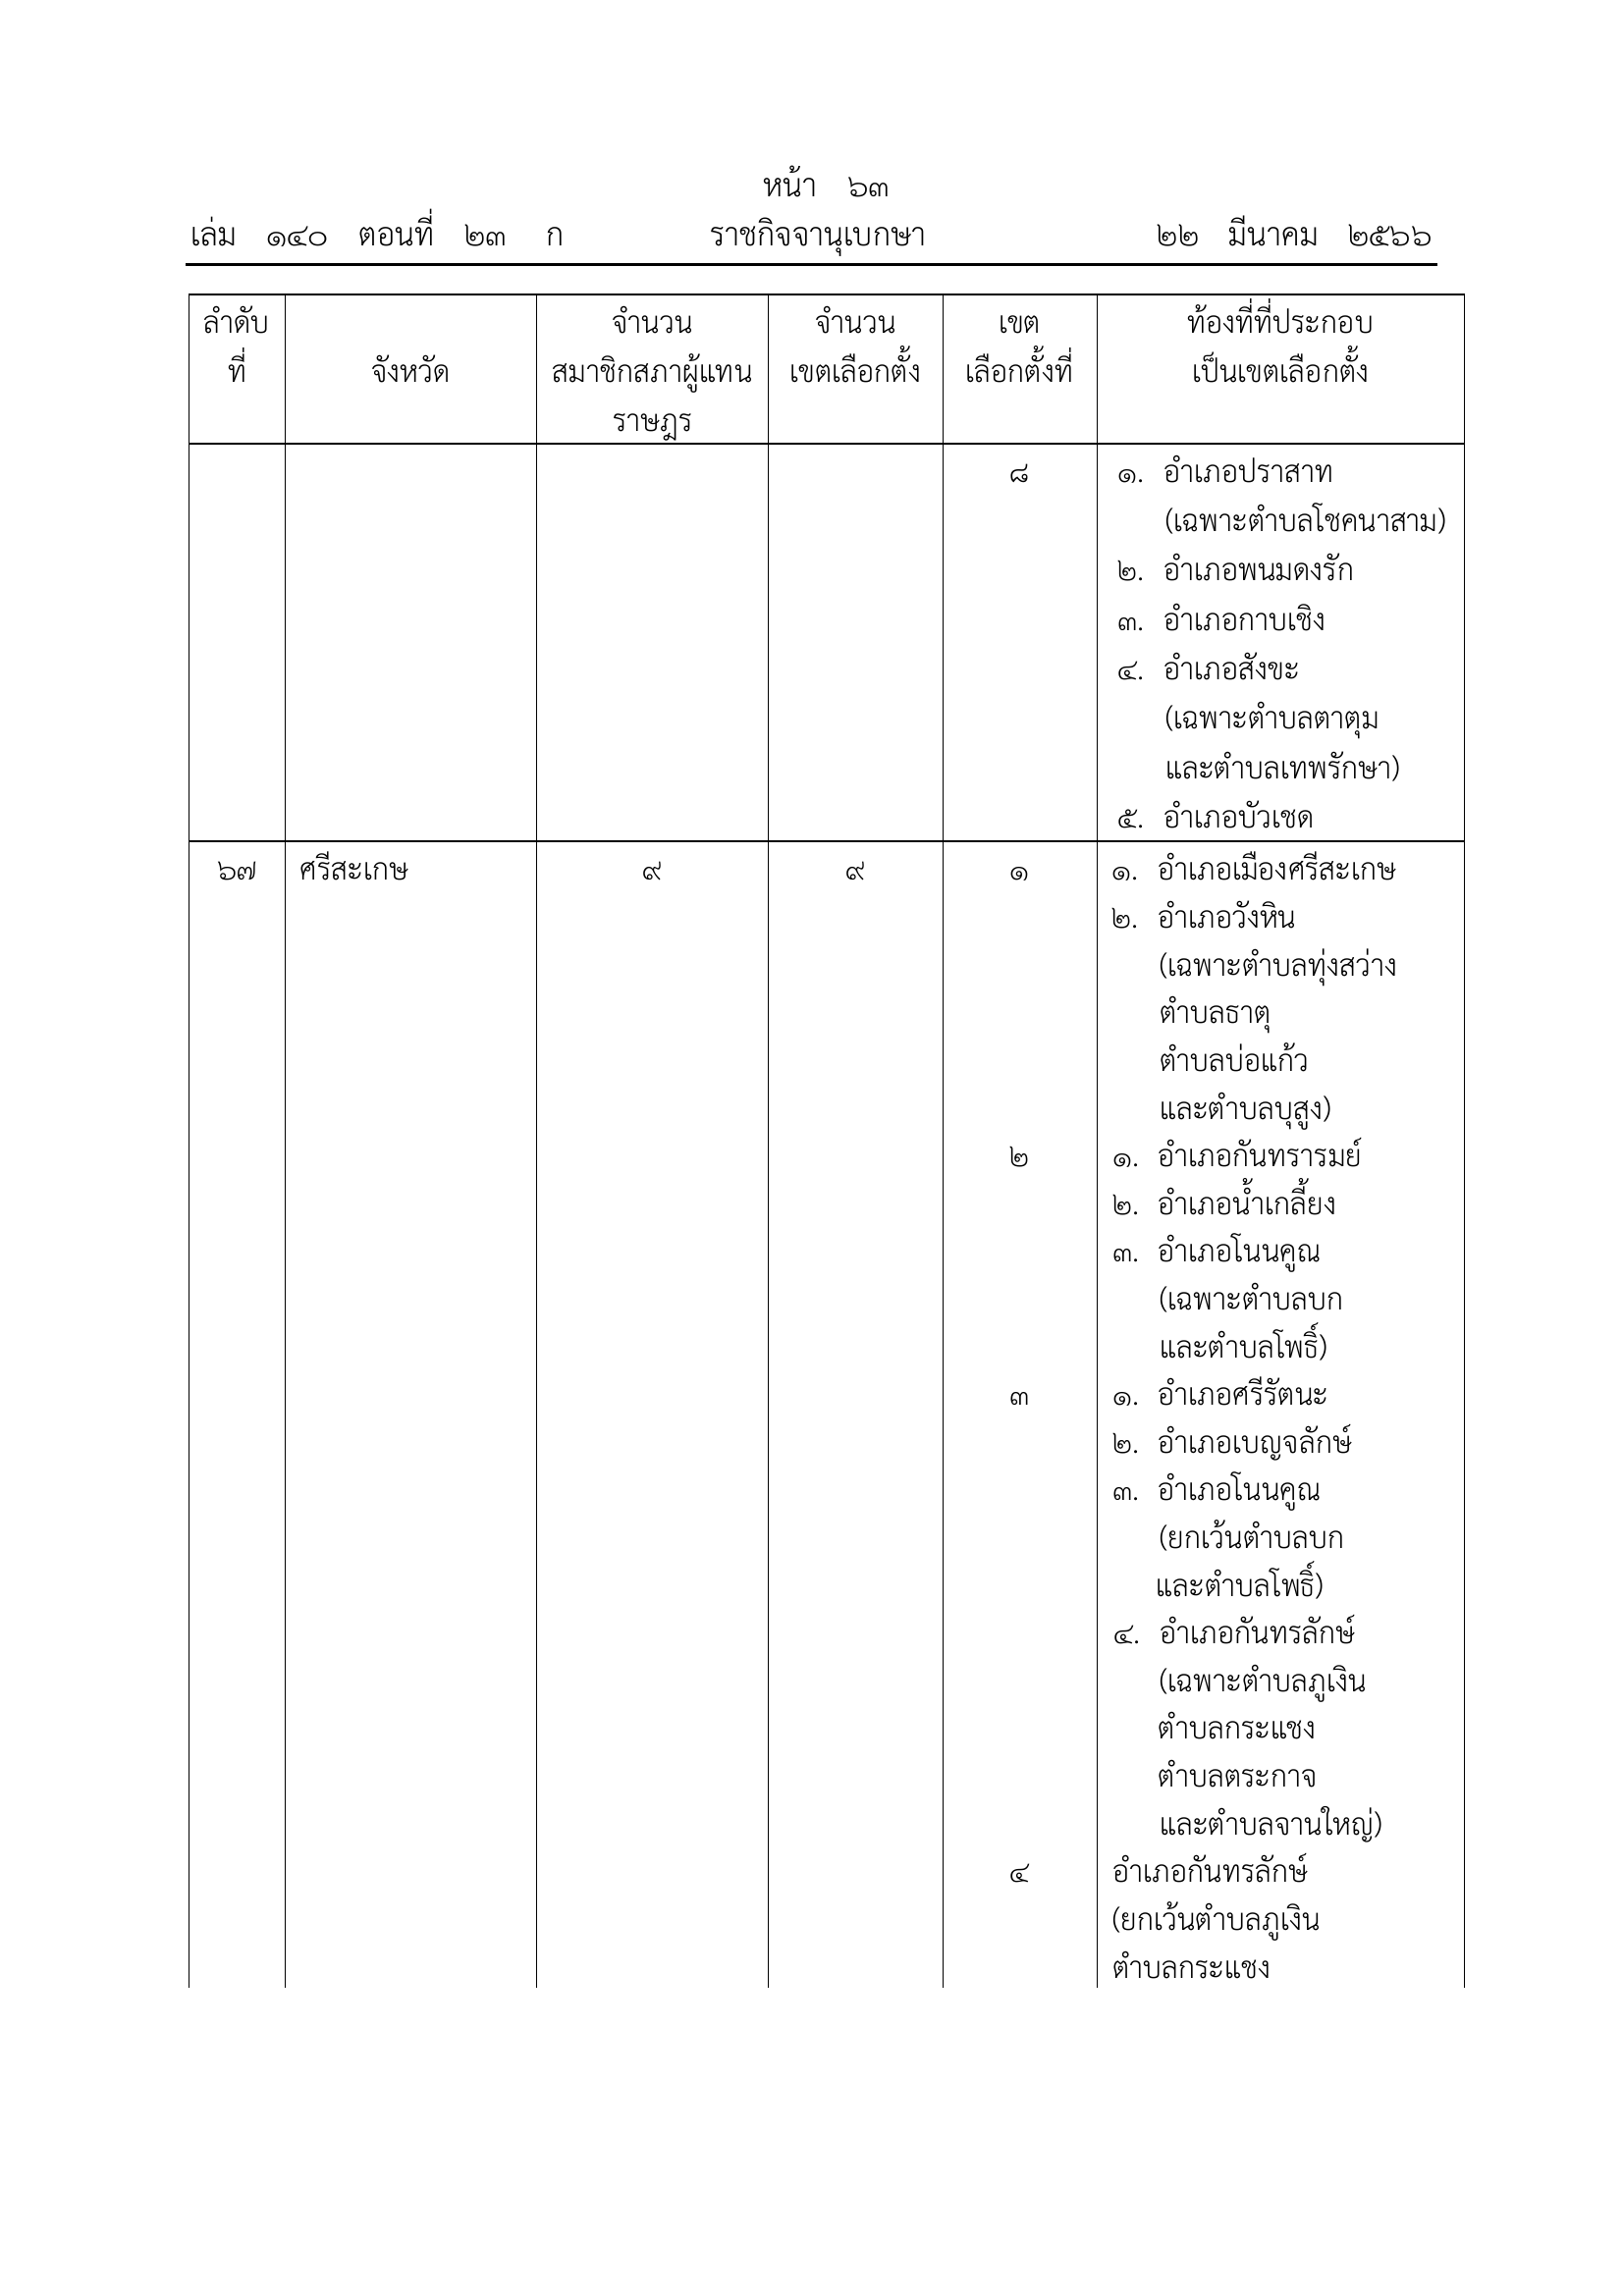 หน้า ๖๓
เล่ม ๑๔๐ ตอนที่ ๒๓ ก ราชกิจจานุเบกษา ๒๒ มีนาคม ๒๕๖๖
ลำดับ จำนวน จำนวน เขต ท้องที่ที่ประกอบ
ที่ จังหวัด สมาชิกสภาผู้แทน เขตเลือกตั้ง เลือกตั้งที่ เป็นเขตเลือกตั้ง
ราษฎร
๘ ๑. อำเภอปราสาท
(เฉพาะตำบลโชคนาสาม)
๒. อำเภอพนมดงรัก
๓. อำเภอกาบเชิง
๔. อำเภอสังขะ
(เฉพาะตำบลตาตุม
และตำบลเทพรักษา)
๕. อำเภอบัวเชด
๖๗ ศรีสะเกษ ๙ ๙ ๑ ๑. อำเภอเมืองศรีสะเกษ
๒. อำเภอวังหิน
(เฉพาะตำบลทุ่งสว่าง
ตำบลธาตุ
ตำบลบ่อแก้ว
และตำบลบุสูง)
๒ ๑. อำเภอกันทรารมย์
๒. อำเภอน้ำเกลี้ยง
๓. อำเภอโนนคูณ
(เฉพาะตำบลบก
และตำบลโพธิ์)
๓ ๑. อำเภอศรีรัตนะ
๒. อำเภอเบญจลักษ์
๓. อำเภอโนนคูณ
(ยกเว้นตำบลบก
และตำบลโพธิ์)
๔. อำเภอกันทรลักษ์
(เฉพาะตำบลภูเงิน
ตำบลกระแชง
ตำบลตระกาจ
และตำบลจานใหญ่)
๔ อำเภอกันทรลักษ์
(ยกเว้นตำบลภูเงิน
ตำบลกระแชง